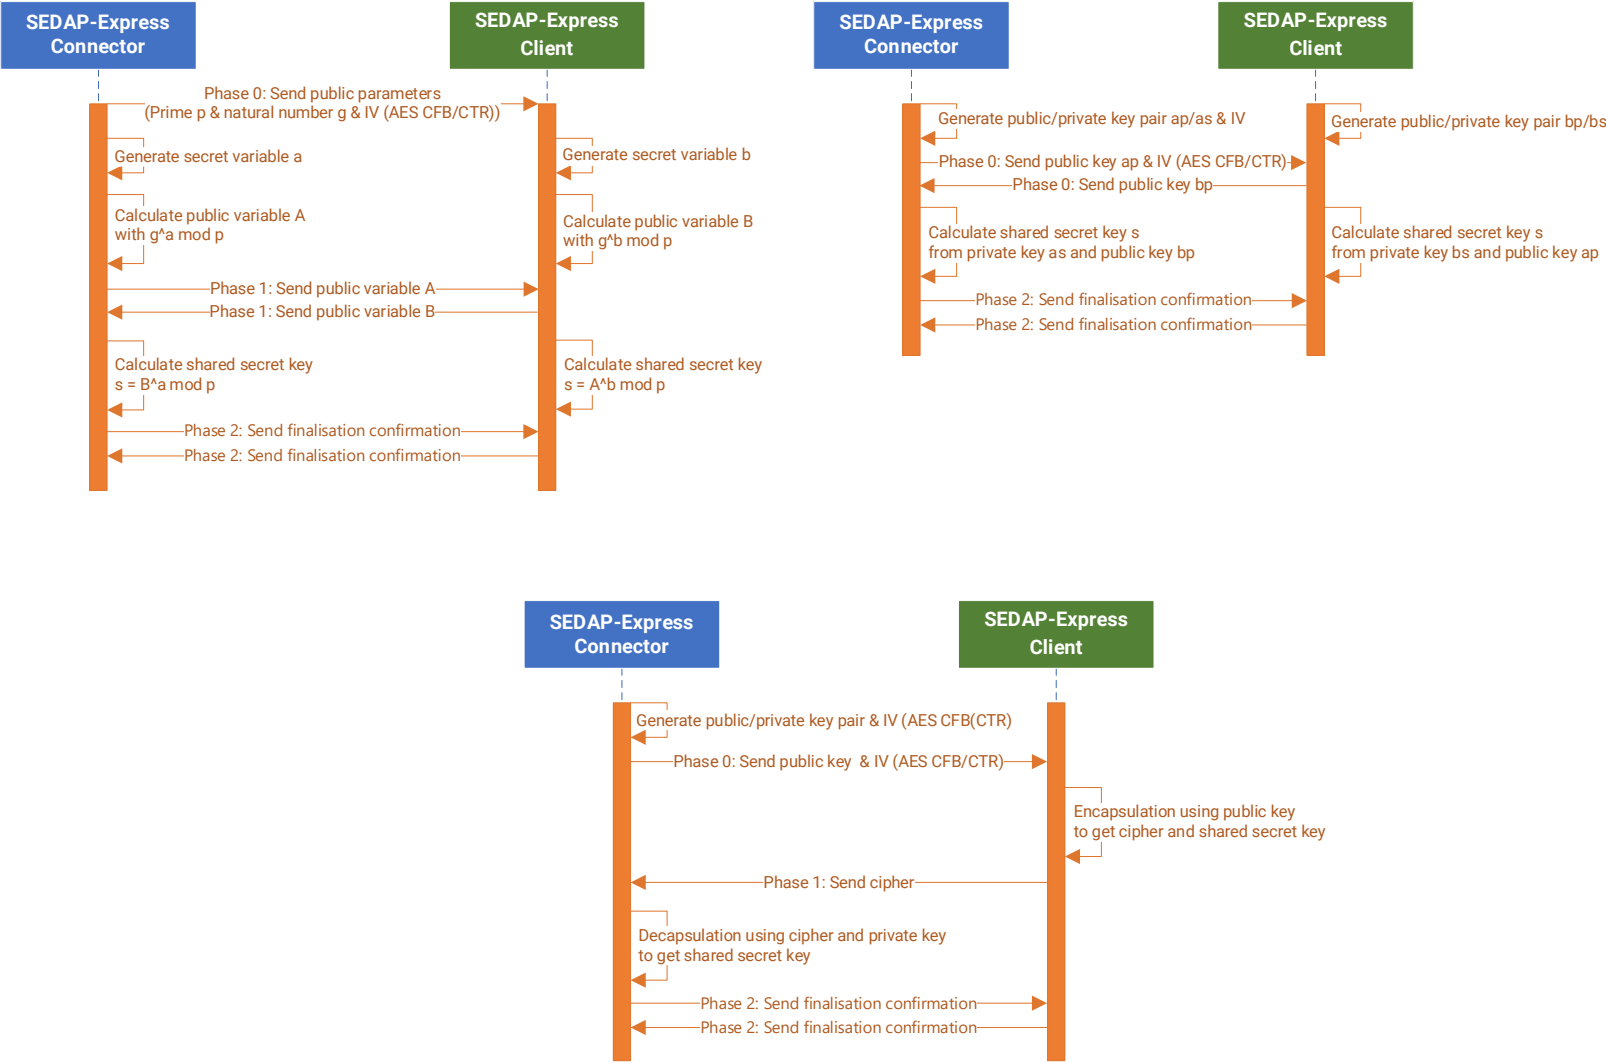 SEDAP-Express
Connector
SEDAP-Express
Client
Phase 0: Send public parameters
(Prime p & natural number g & IV (AES CFB/CTR))
Generate secret variable a
Generate secret variable b
Calculate public variable A
with g^a mod p
Calculate public variable B
with g^b mod p
Phase 1: Send public variable A
Phase 1: Send public variable B
Calculate shared secret key
s = B^a mod p
Calculate shared secret key
s = A^b mod p
Phase 2: Send finalisation confirmation
Phase 2: Send finalisation confirmation
SEDAP-Express
Connector
SEDAP-Express
Client
Generate public/private key pair ap/as & IV
Generate public/private key pair bp/bs
Phase 0: Send public key ap & IV (AES CFB/CTR)
Phase 0: Send public key bp
Calculate shared secret key s
from private key as and public key bp
Calculate shared secret key s
from private key bs and public key ap
Phase 2: Send finalisation confirmation
Phase 2: Send finalisation confirmation
SEDAP-Express
Connector
SEDAP-Express
Client
Generate public/private key pair & IV (AES CFB(CTR)
Phase 0: Send public key & IV (AES CFB/CTR)
Encapsulation using public key
to get cipher and shared secret key
Phase 1: Send cipher
Decapsulation using cipher and private key
to get shared secret key
Phase 2: Send finalisation confirmation
Phase 2: Send finalisation confirmation